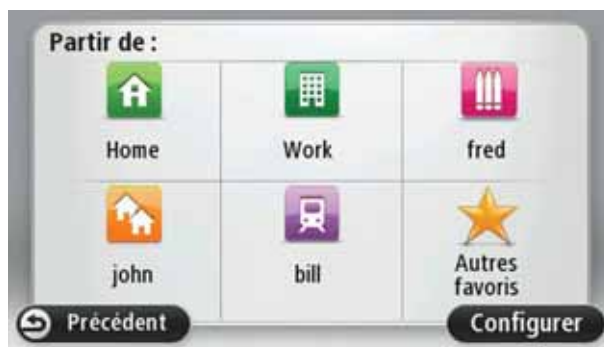 Partir de :
Home
Work
fred
john
bill
Autres
favoris
Précédent
Configurer